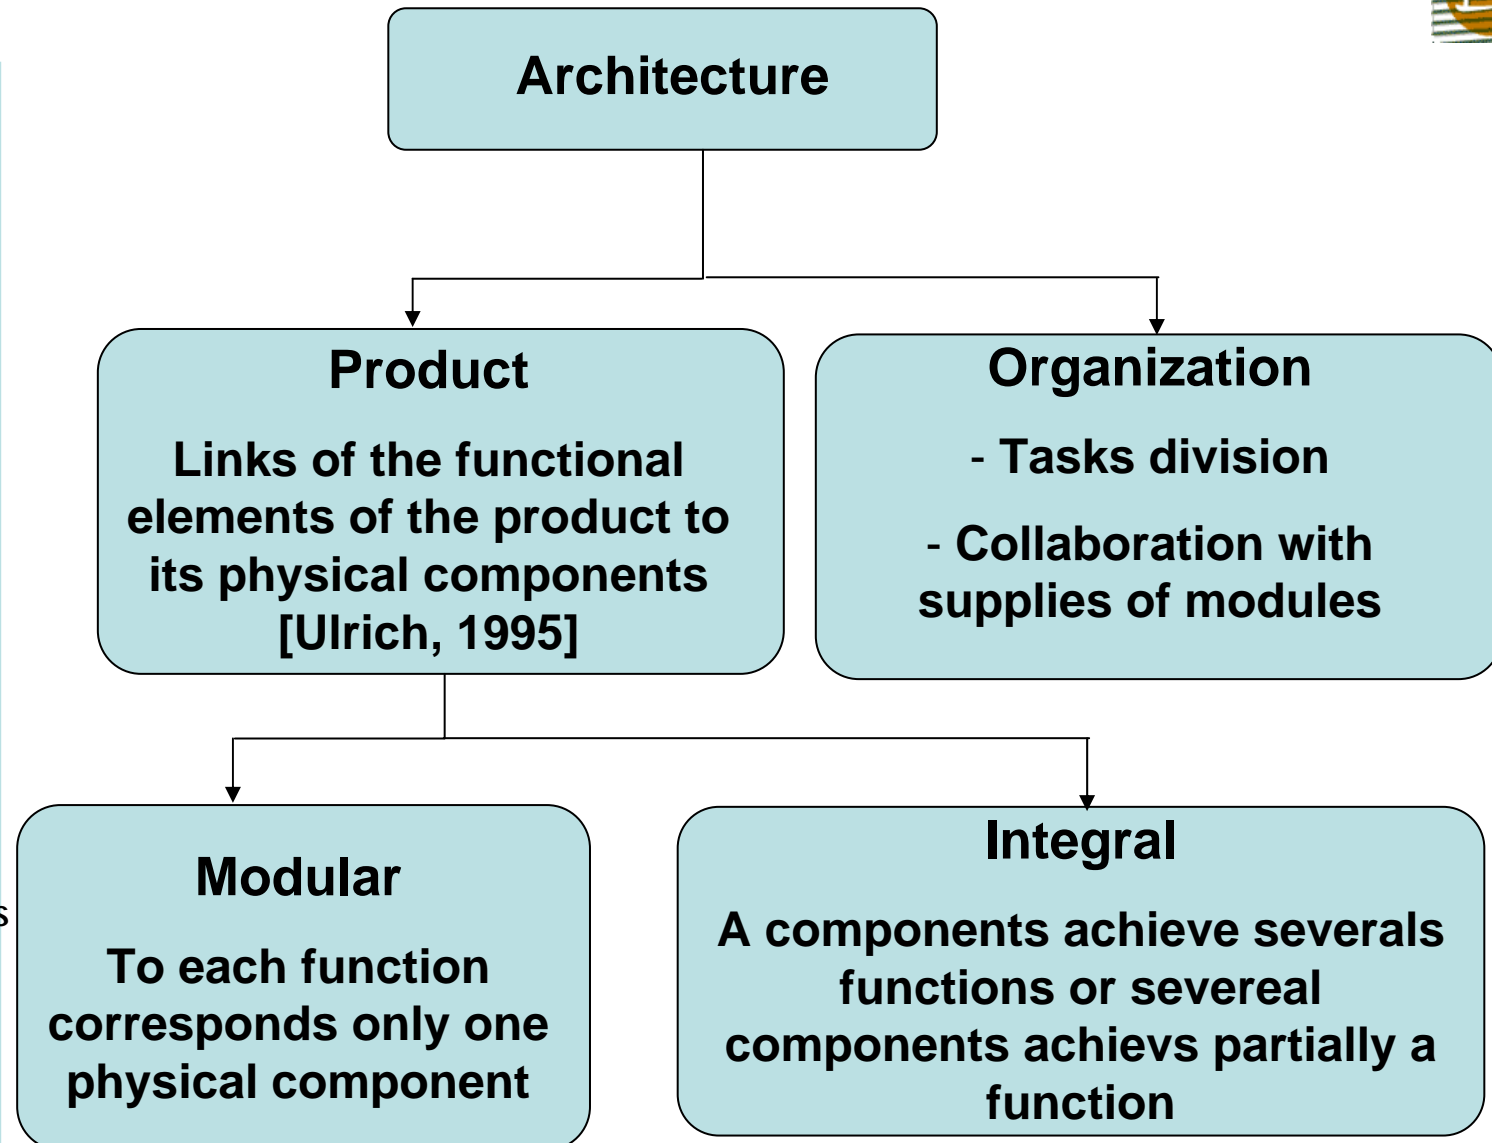 Architecture
Product
Links of the functional
elements of the product to
its physical components
[Ulrich, 1995]
Organization
- Tasks division
- Collaboration with
supplies of modules
Modular
To each function
corresponds only one
physical component
Integral
A components achieve severals
functions or severeal
components achievs partially a
function
s